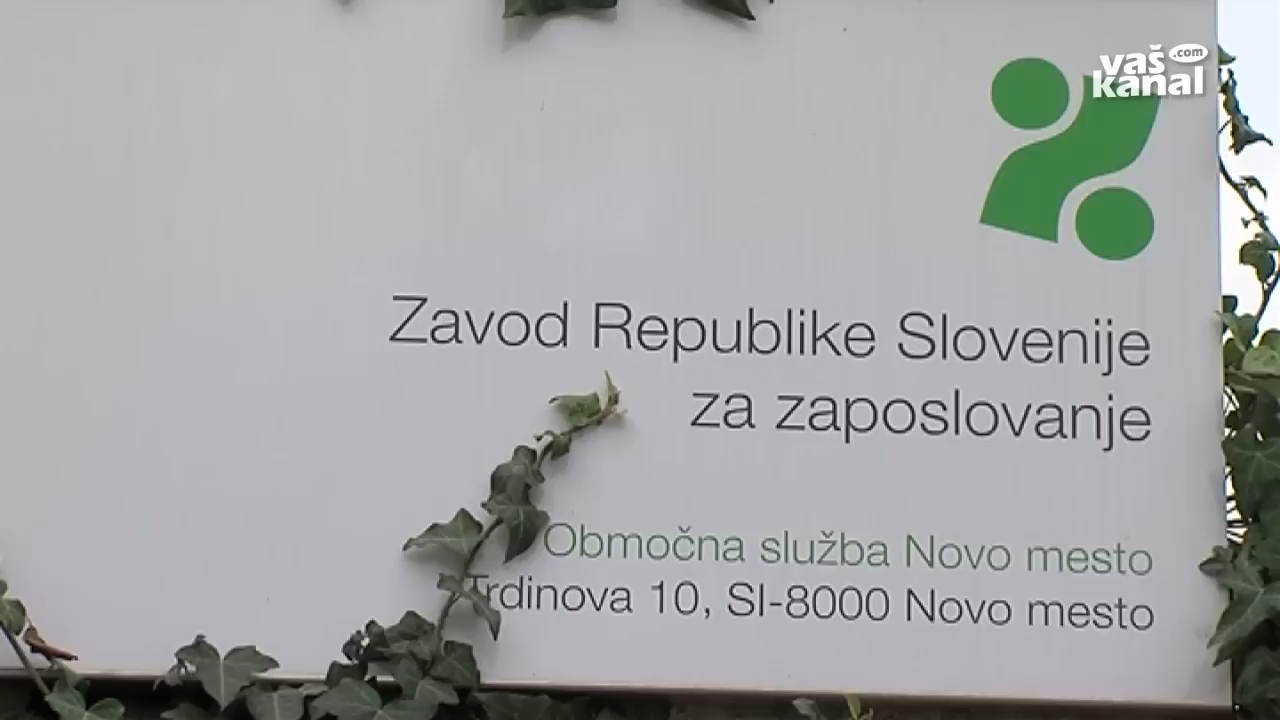 vaš .com
kanal
Zavod Republike Slovenije
za zaposlovanje
Območna služba Novo mesto
Trdinova 10, SI-8000 Novo mesto